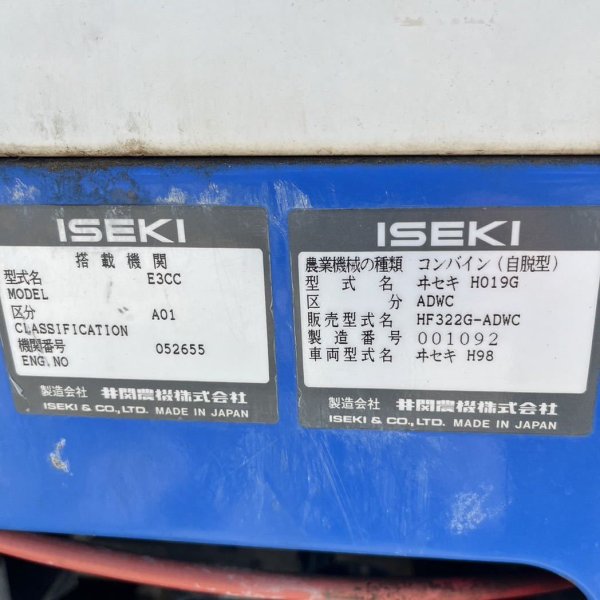 ISEKI
搭載機関
型式名 E3CC
MODEL
区分 A01
CLASSIFICATION
機関番号 052655
ENG.NO
製造会社 井関農機株式会社
ISEKI & CO.,LTD. MADE IN JAPAN
ISEKI
農業機械の種類 コンバイン(自脱型)
型式名 ヰセキ H019G
区分 ADWC
販売型式名 HF322G-ADWC
製造番号 001092
車両型式名 ヰセキ H98
製造会社 井関農機株式会社
ISEKI & CO.,LTD. MADE IN JAPAN